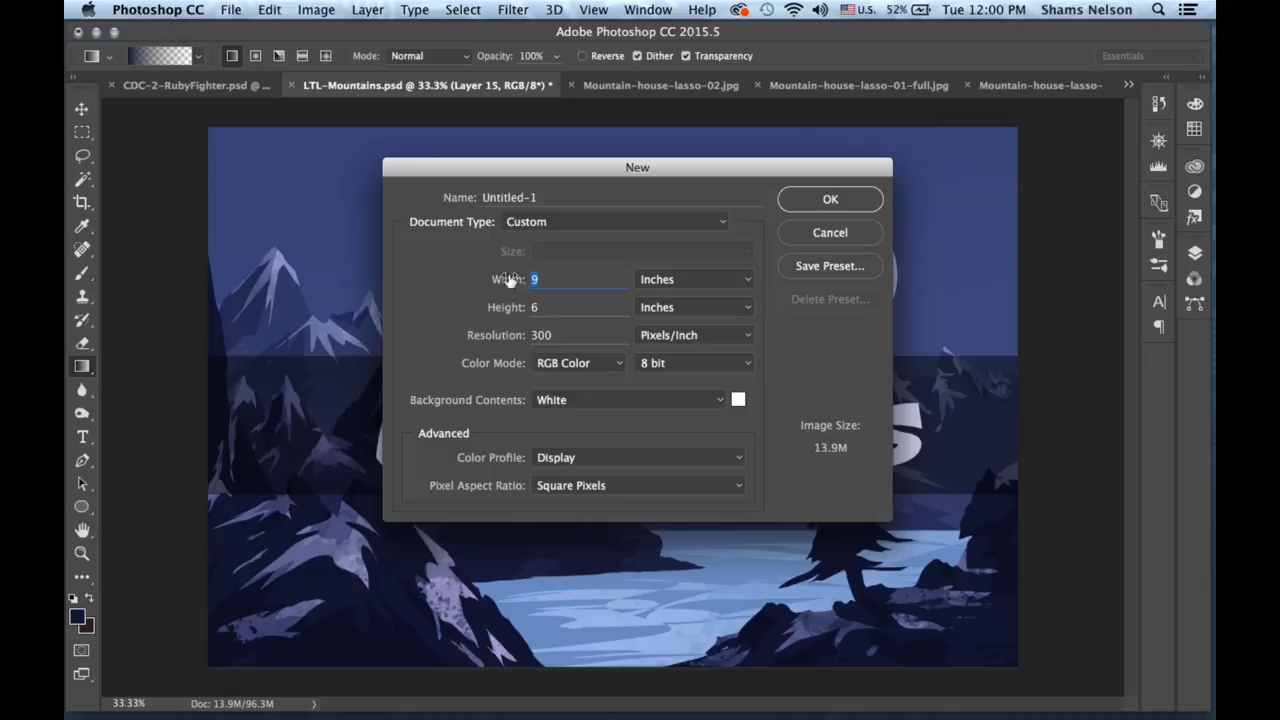 Photoshop CC File Edit Image Layer Type Select Filter 3D View Window Help U.S. 52% Tue 12:00 PM Shams Nelson
Adobe Photoshop CC 2015.5
Mode: Normal Opacity: 100% Reverse Dither Transparency Essentials
CDC-2-RubyFighter.psd @ ... LTL-Mountains.psd @ 33.3% (Layer 15, RGB/8*) * Mountain-house-lasso-02.jpg Mountain-house-lasso-01-full.jpg Mountain-house-lasso-
New
Name: Untitled-1
OK
Document Type: Custom
Cancel
Size:
Save Preset...
Width: 9 Inches
Delete Preset...
Height: 6 Inches
Resolution: 300 Pixels/Inch
Color Mode: RGB Color 8 bit
Background Contents: White
Image Size:
13.9M
Advanced
Color Profile: Display
Pixel Aspect Ratio: Square Pixels
33.33% Doc: 13.9M/96.3M